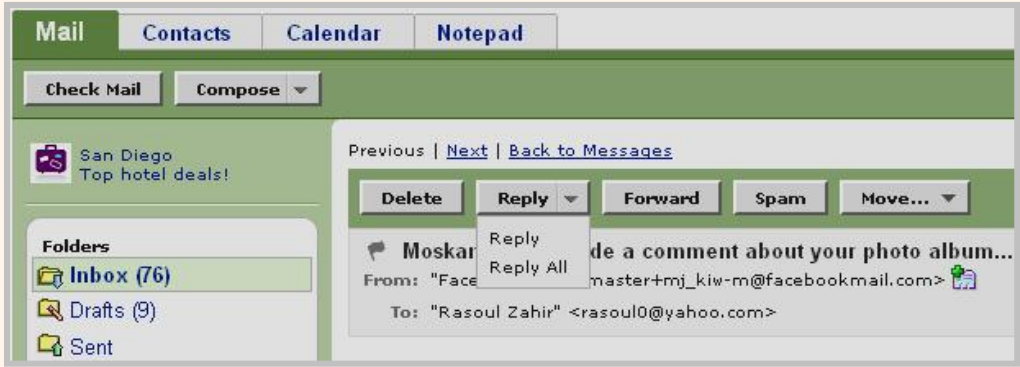 Mail Contacts Calendar Notepad
Check Mail Compose
San Diego
Top hotel deals!
Previous | Next | Back to Messages
Delete Reply Forward Spam Move...
Reply
Reply All
Folders
Inbox (76)
Drafts (9)
Sent
de a comment about your photo album...
From: "Face master+mj_kiw-m@facebookmail.com>
To: "Rasoul Zahir" <rasoul0@yahoo.com>